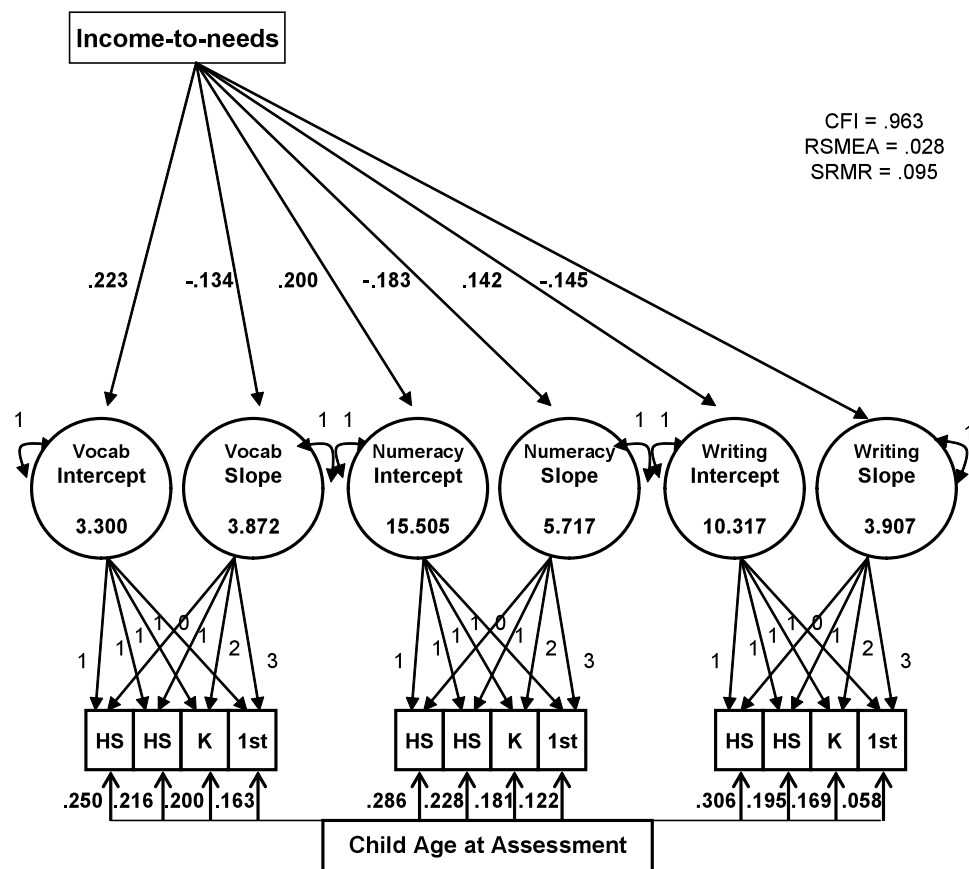 Income-to-needs
CFI = .963
RSMEA = .028
SRMR = .095
.223 -.134 .200 -.183 .142 -.145
1 1 1 1 1 1
Vocab Vocab Numeracy Numeracy Writing Writing
Intercept Slope Intercept Slope Intercept Slope
3.300 3.872 15.505 5.717 10.317 3.907
1 1 1 1 0 1 2 3 1 1 1 1 0 1 2 3 1 1 1 1 0 1 2 3
HS HS K 1st HS HS K 1st HS HS K 1st
.250 .216 .200 .163 .286 .228 .181 .122 .306 .195 .169 .058
Child Age at Assessment